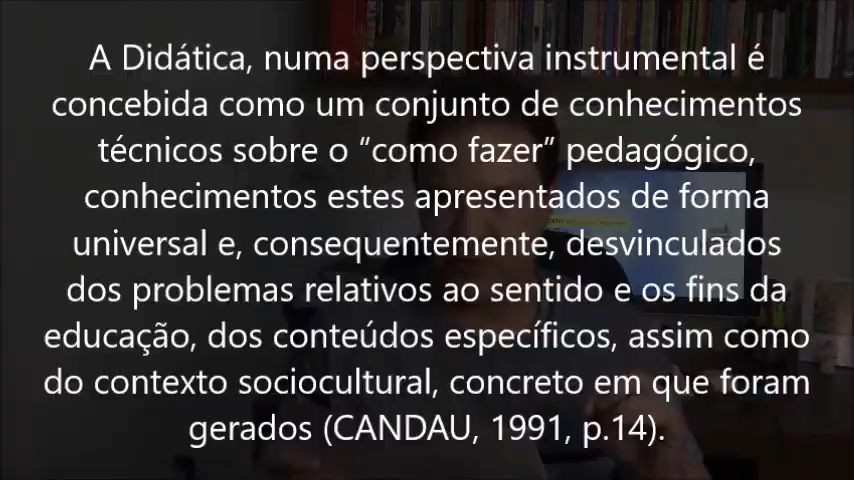 A Didática, numa perspectiva instrumental é
concebida como um conjunto de conhecimentos
técnicos sobre o “como fazer” pedagógico,
conhecimentos estes apresentados de forma
universal e, consequentemente, desvinculados
dos problemas relativos ao sentido e os fins da
educação, dos conteúdos específicos, assim como
do contexto sociocultural, concreto em que foram
gerados (CANDAU, 1991, p.14).